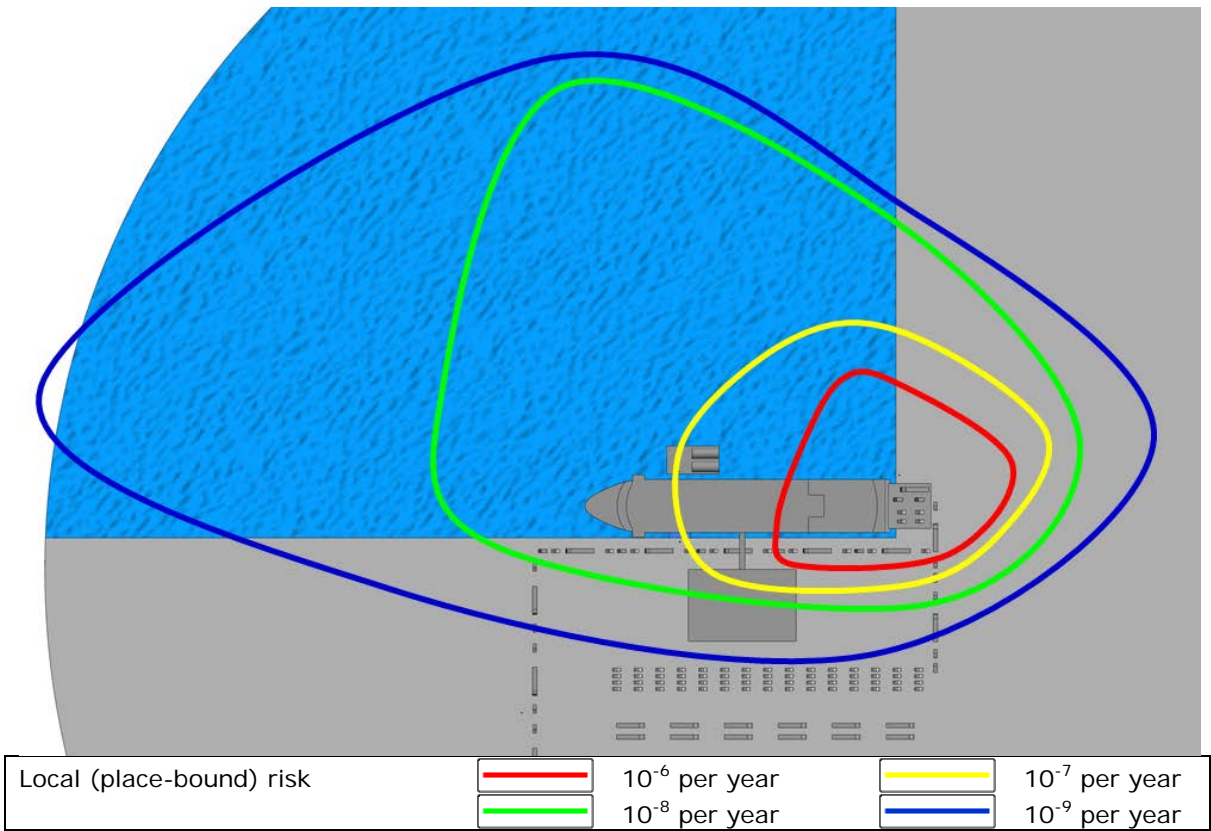 Local (place-bound) risk 10⁻⁶ per year 10⁻⁷ per year
10⁻⁸ per year 10⁻⁹ per year